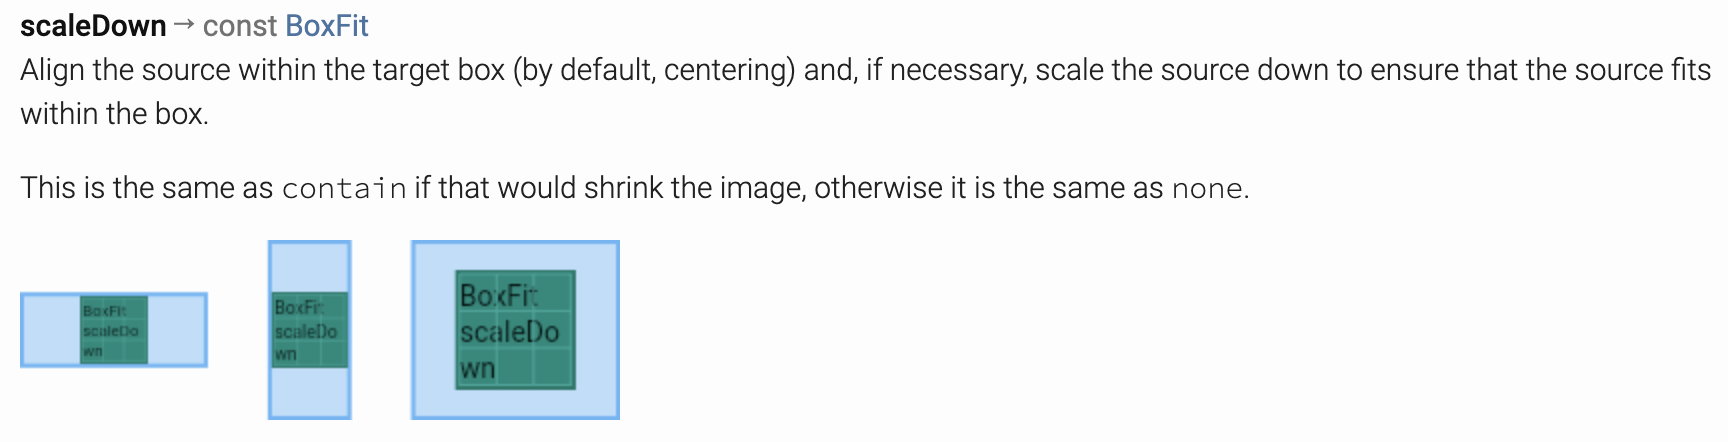 scaleDown → const BoxFit
Align the source within the target box (by default, centering) and, if necessary, scale the source down to ensure that the source fits
within the box.
This is the same as contain if that would shrink the image, otherwise it is the same as none.
BoxFit
scaleDo
wn
BoxFit
scaleDo
wn
BoxFit
scaleDo
wn